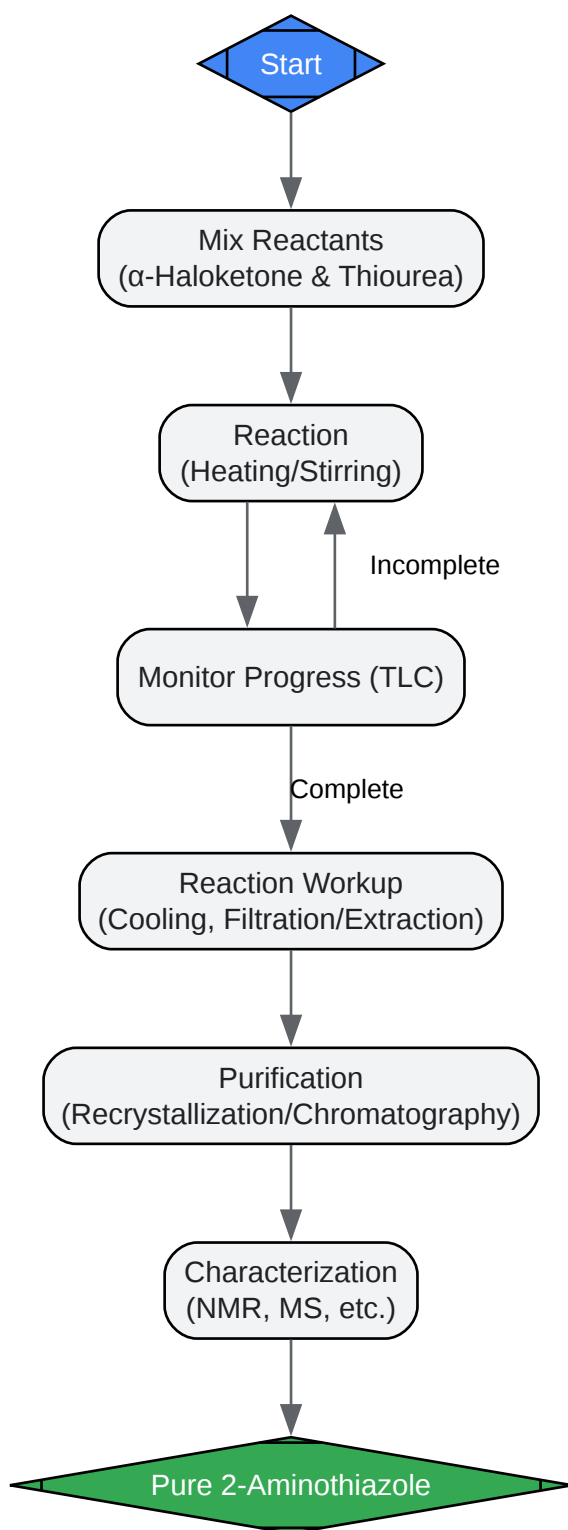 Start
Mix Reactants
(α-Haloketone & Thiourea)
Reaction
(Heating/Stirring)
Incomplete
Monitor Progress (TLC)
Complete
Reaction Workup
(Cooling, Filtration/Extraction)
Purification
(Recrystallization/Chromatography)
Characterization
(NMR, MS, etc.)
Pure 2-Aminothiazole